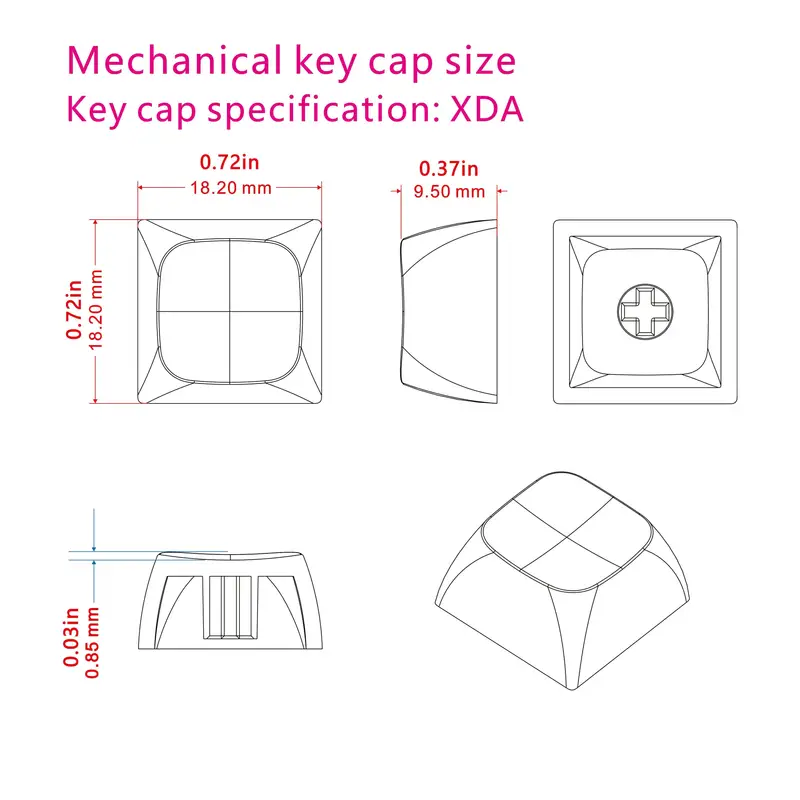 Mechanical key cap size
Key cap specification: XDA
0.72in
18.20 mm
0.37in
9.50 mm
0.72in
18.20 mm
0.03in
0.85 mm